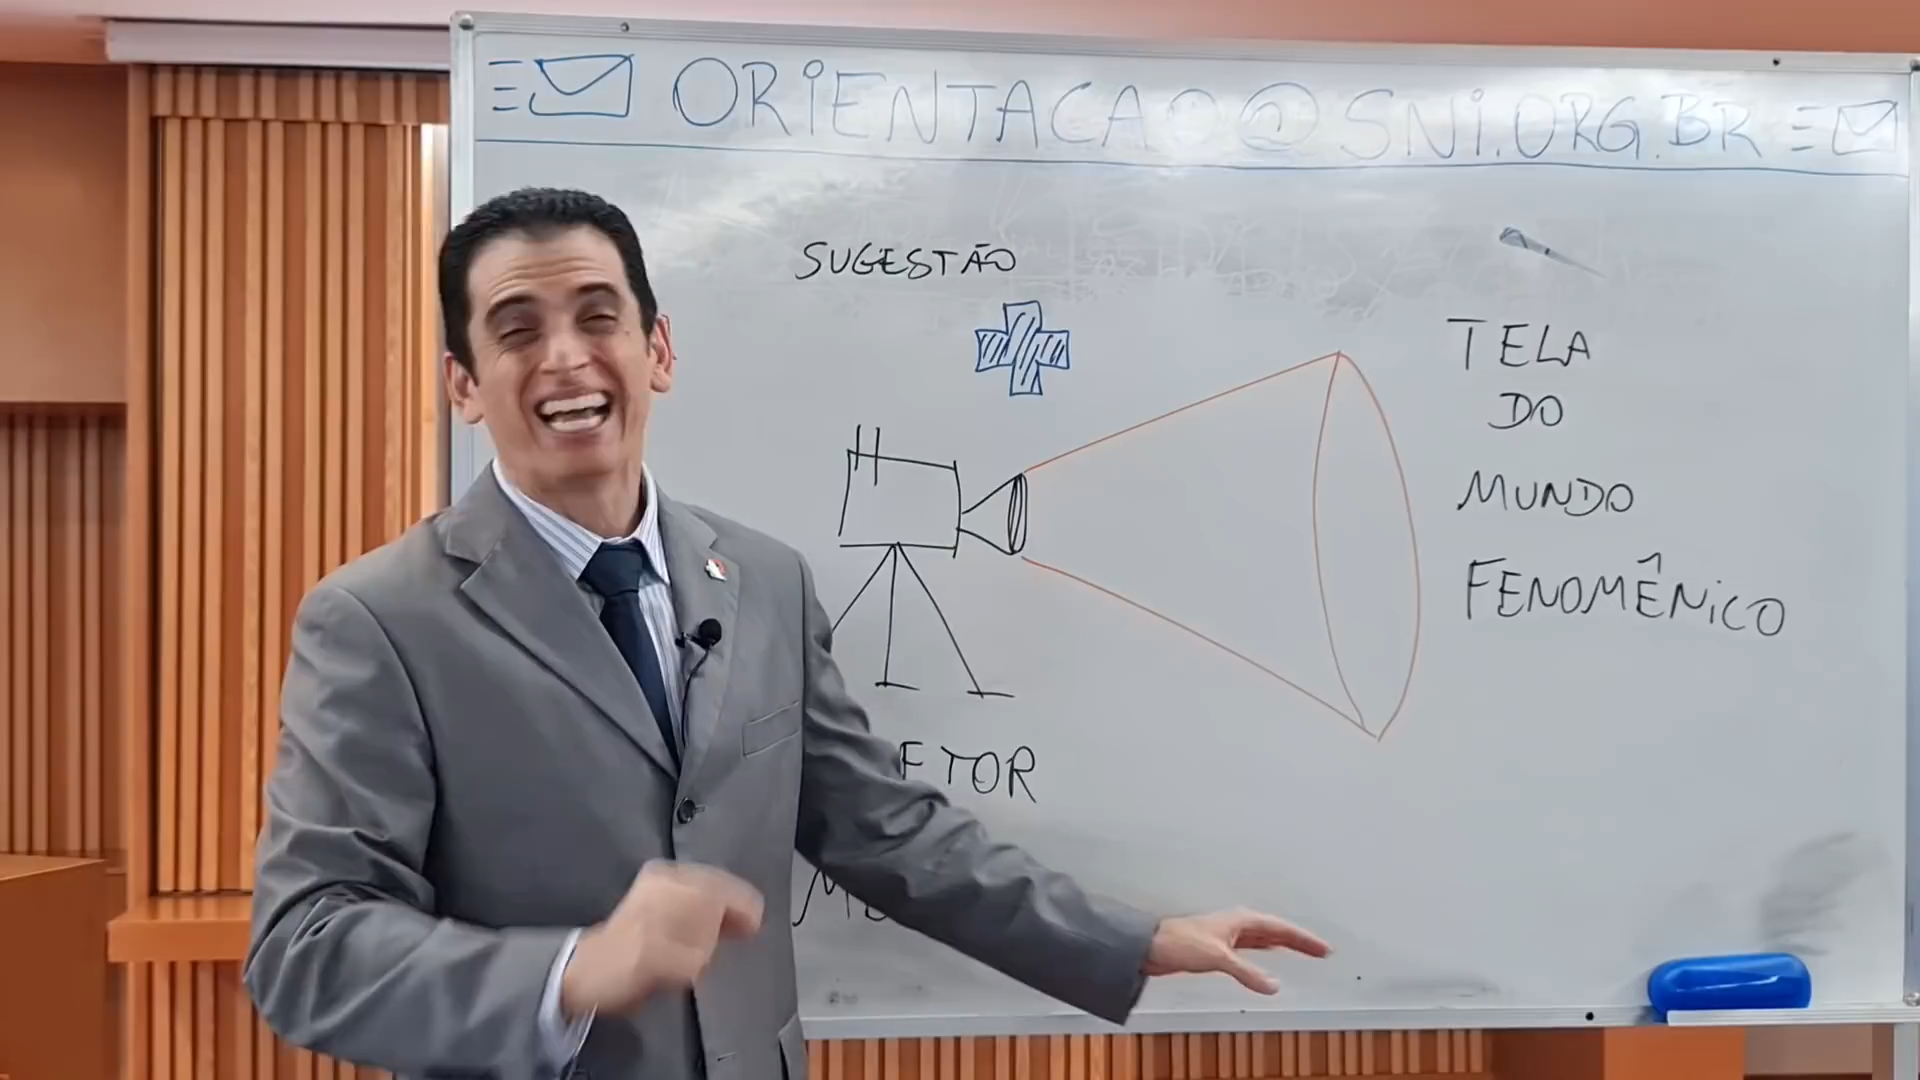 ORIENTACAO@SNI.ORG.BR
SUGESTÃO
TELA
DO
MUNDO
FENOMÊNICO
ETOR